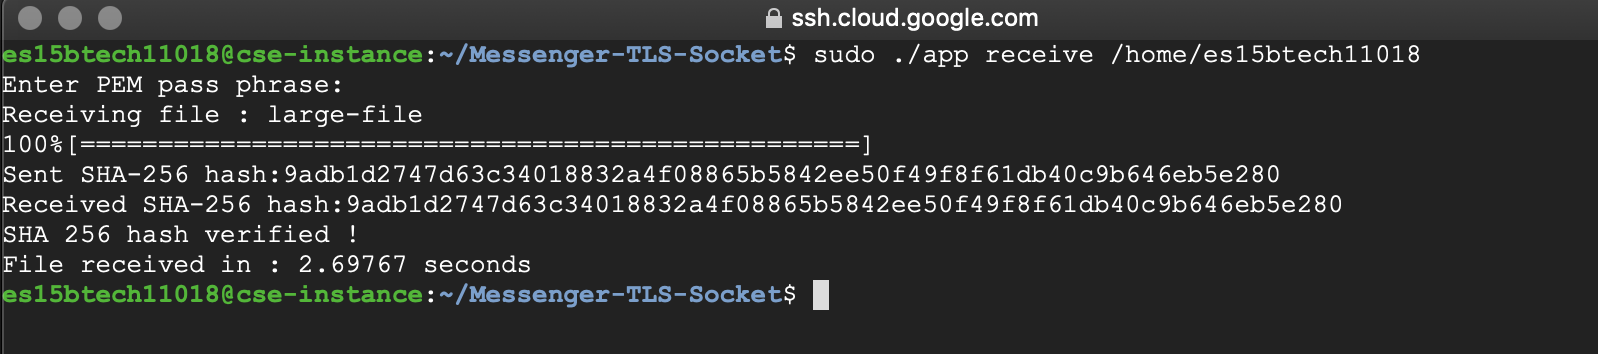 ssh.cloud.google.com
es15btech11018@cse-instance:~/Messenger-TLS-Socket$ sudo ./app receive /home/es15btech11018
Enter PEM pass phrase:
Receiving file : large-file
100%[==================================================]
Sent SHA-256 hash:9adb1d2747d63c34018832a4f08865b5842ee50f49f8f61db40c9b646eb5e280
Received SHA-256 hash:9adb1d2747d63c34018832a4f08865b5842ee50f49f8f61db40c9b646eb5e280
SHA 256 hash verified !
File received in : 2.69767 seconds
es15btech11018@cse-instance:~/Messenger-TLS-Socket$